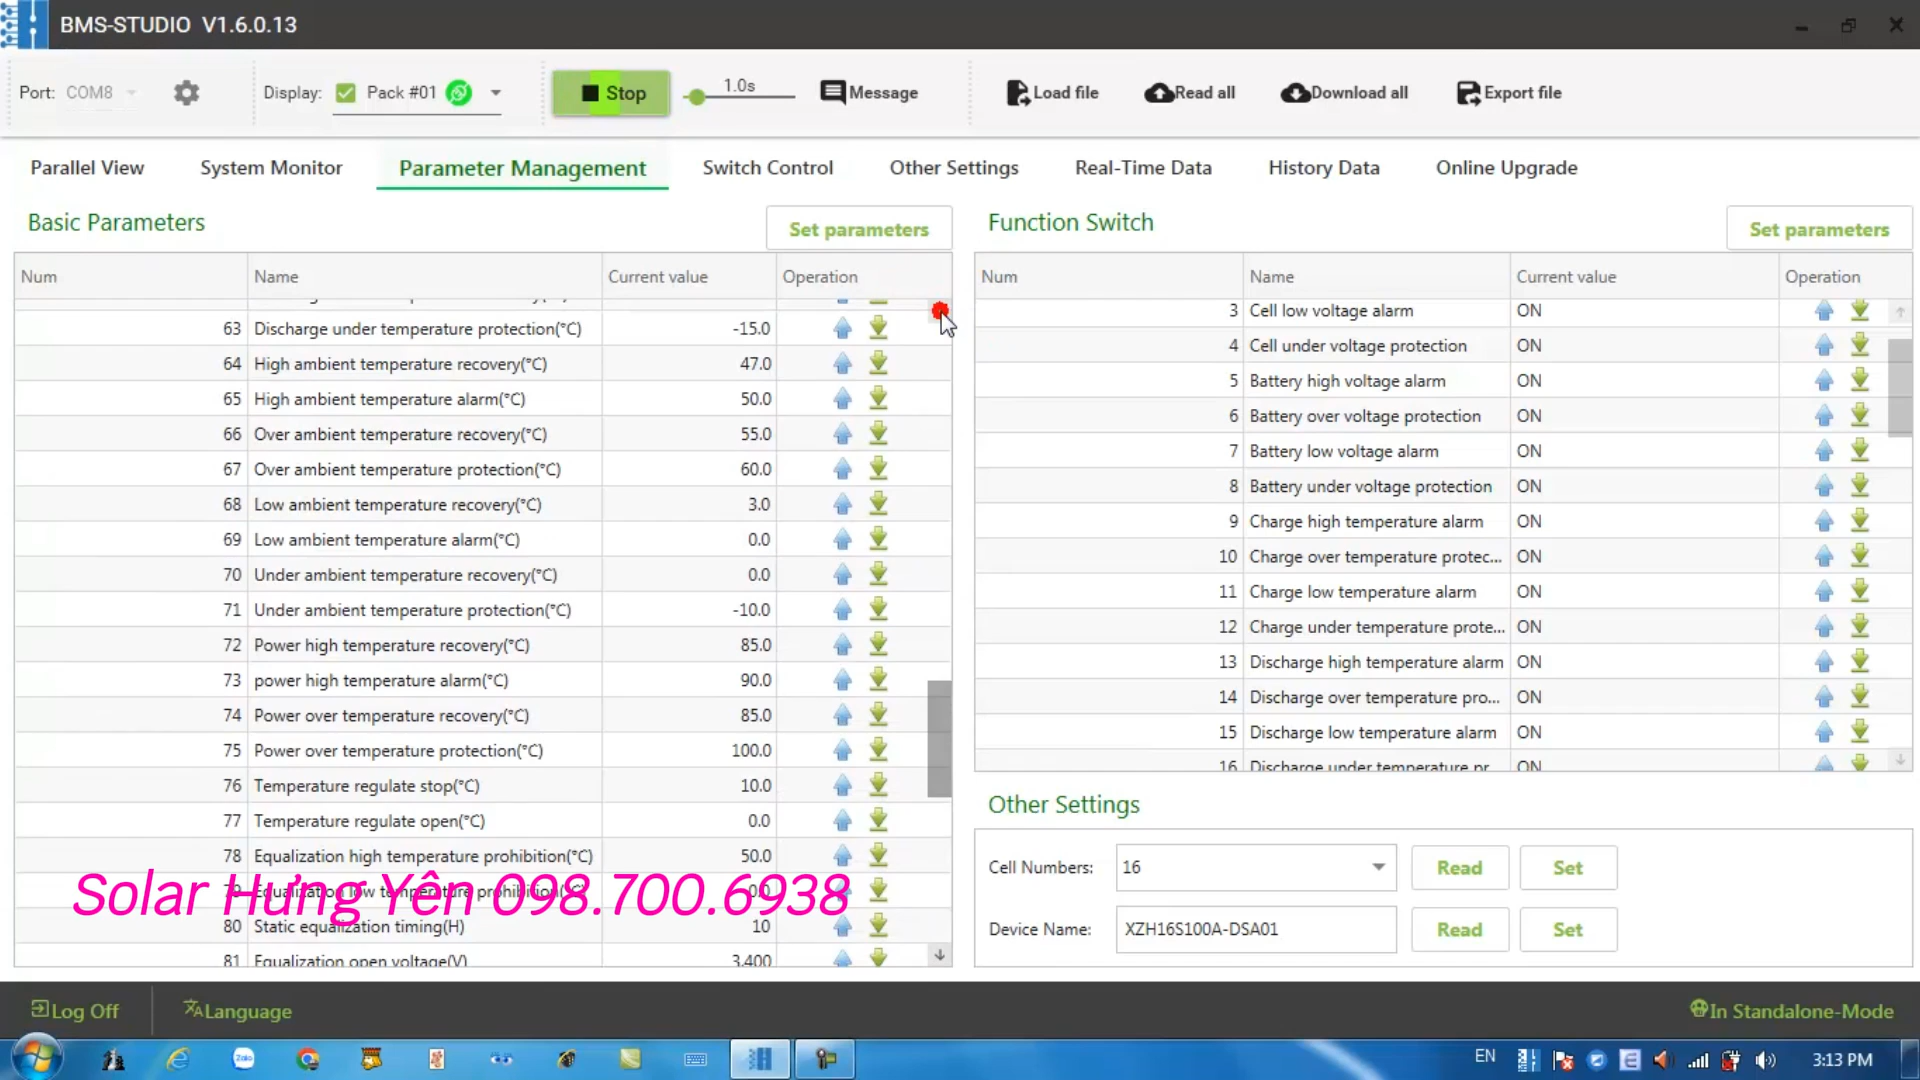 BMS-STUDIO V1.6.0.13
Port: COM8 Display: Pack #01 Stop 1.0s Message Load file Read all Download all Export file
Parallel View System Monitor Parameter Management Switch Control Other Settings Real-Time Data History Data Online Upgrade
Basic Parameters Set parameters
Num Name Current value Operation
63 Discharge under temperature protection(°C) -15.0
64 High ambient temperature recovery(°C) 47.0
65 High ambient temperature alarm(°C) 50.0
66 Over ambient temperature recovery(°C) 55.0
67 Over ambient temperature protection(°C) 60.0
68 Low ambient temperature recovery(°C) 3.0
69 Low ambient temperature alarm(°C) 0.0
70 Under ambient temperature recovery(°C) 0.0
71 Under ambient temperature protection(°C) -10.0
72 Power high temperature recovery(°C) 85.0
73 power high temperature alarm(°C) 90.0
74 Power over temperature recovery(°C) 85.0
75 Power over temperature protection(°C) 100.0
76 Temperature regulate stop(°C) 10.0
77 Temperature regulate open(°C) 0.0
78 Equalization high temperature prohibition(°C) 50.0
79 Equalization low temperature prohibition(°C) 0.0
80 Static equalization timing(H) 10
81 Equalization open voltage(V) 3.400
Solar Hưng Yên 098.700.6938
Function Switch Set parameters
Num Name Current value Operation
3 Cell low voltage alarm ON
4 Cell under voltage protection ON
5 Battery high voltage alarm ON
6 Battery over voltage protection ON
7 Battery low voltage alarm ON
8 Battery under voltage protection ON
9 Charge high temperature alarm ON
10 Charge over temperature protec... ON
11 Charge low temperature alarm ON
12 Charge under temperature prote... ON
13 Discharge high temperature alarm ON
14 Discharge over temperature pro... ON
15 Discharge low temperature alarm ON
16 Discharge under temperature pr... ON
Other Settings
Cell Numbers: 16 Read Set
Device Name: XZH16S100A-DSA01 Read Set
Log Off Language In Standalone-Mode
Zalo EN 3:13 PM